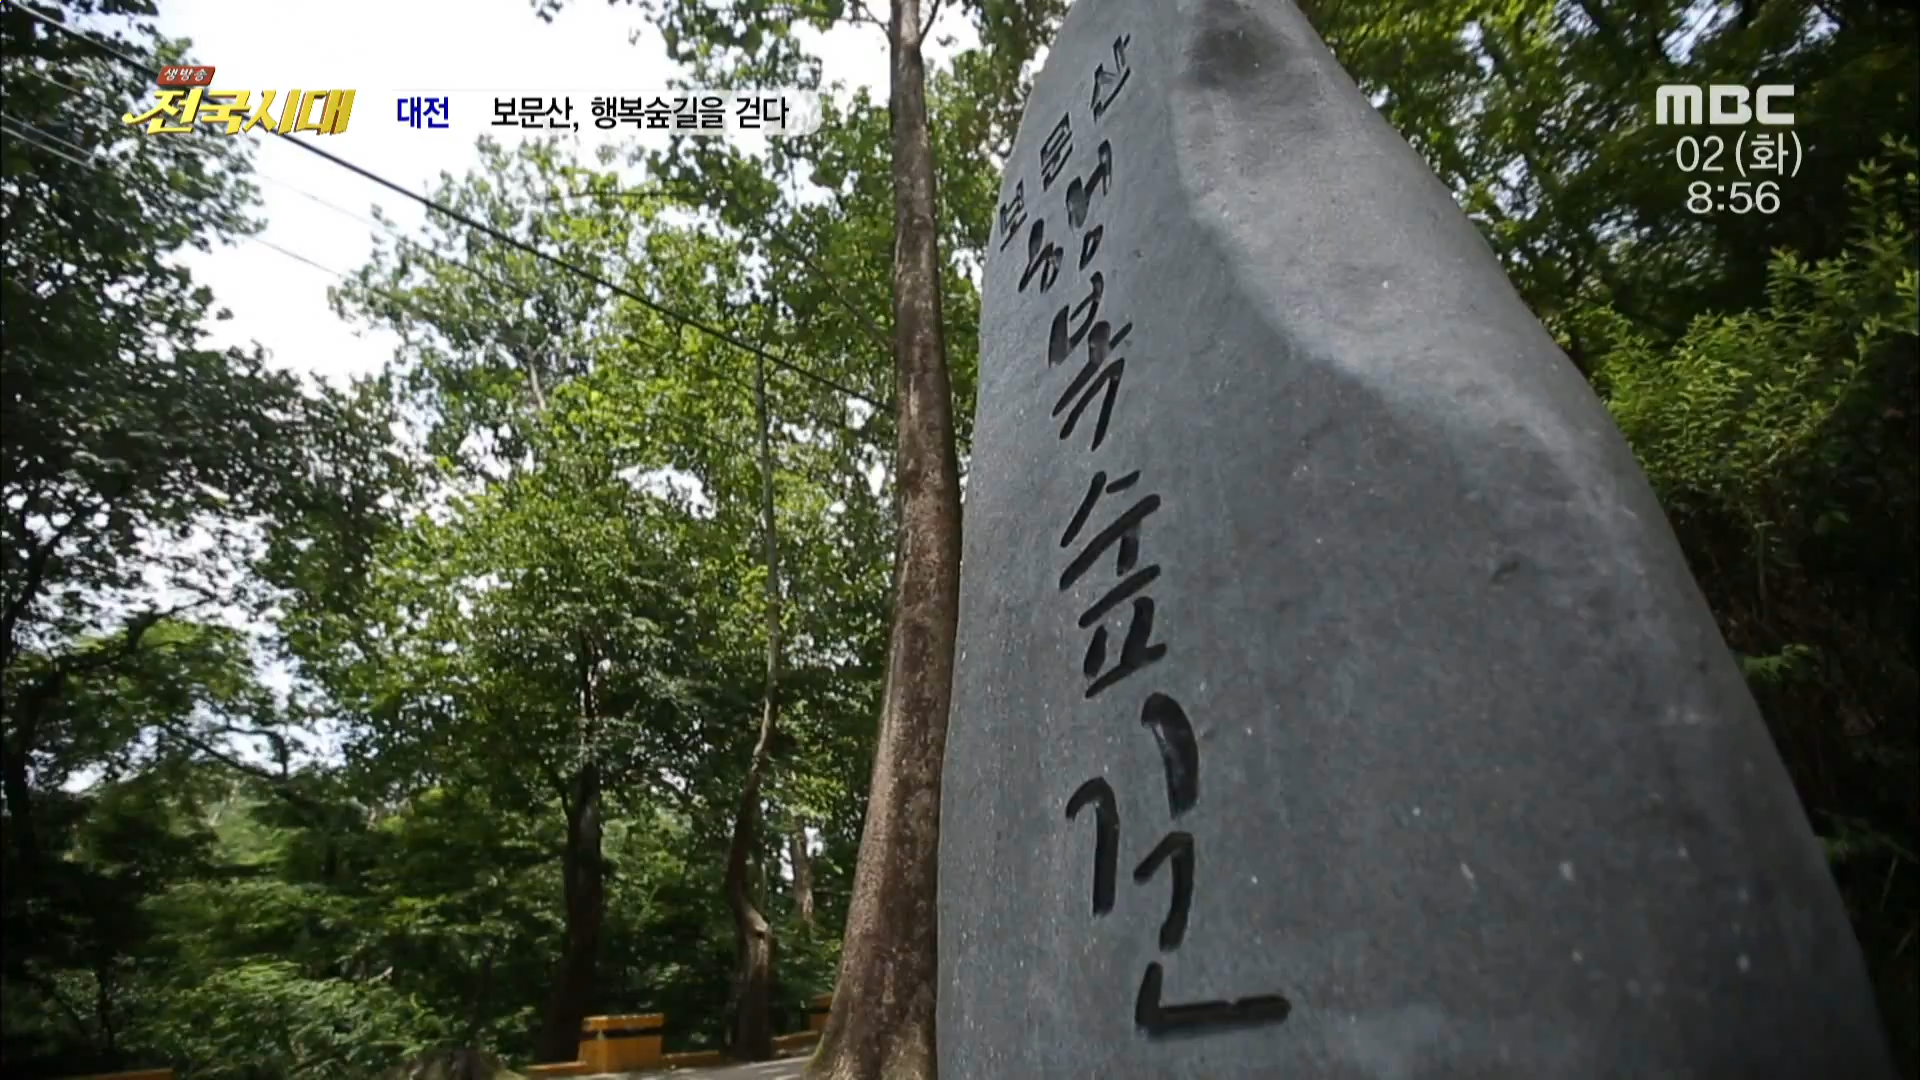 생방송
전국시대
대전 보문산, 행복숲길을 걷다
MBC
02 (화)
8:56
보문산
행복숲길